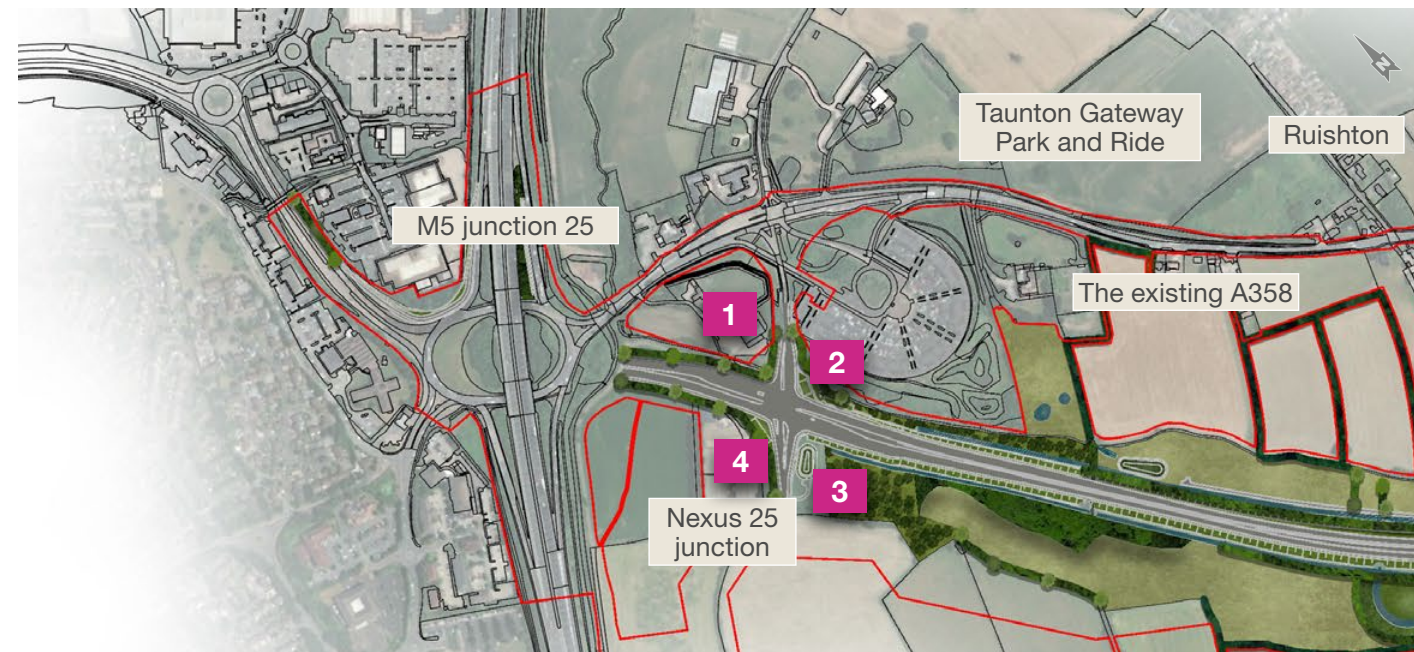 Taunton Gateway
Park and Ride
Ruishton
N
M5 junction 25
The existing A358
1
2
4
3
Nexus 25
junction